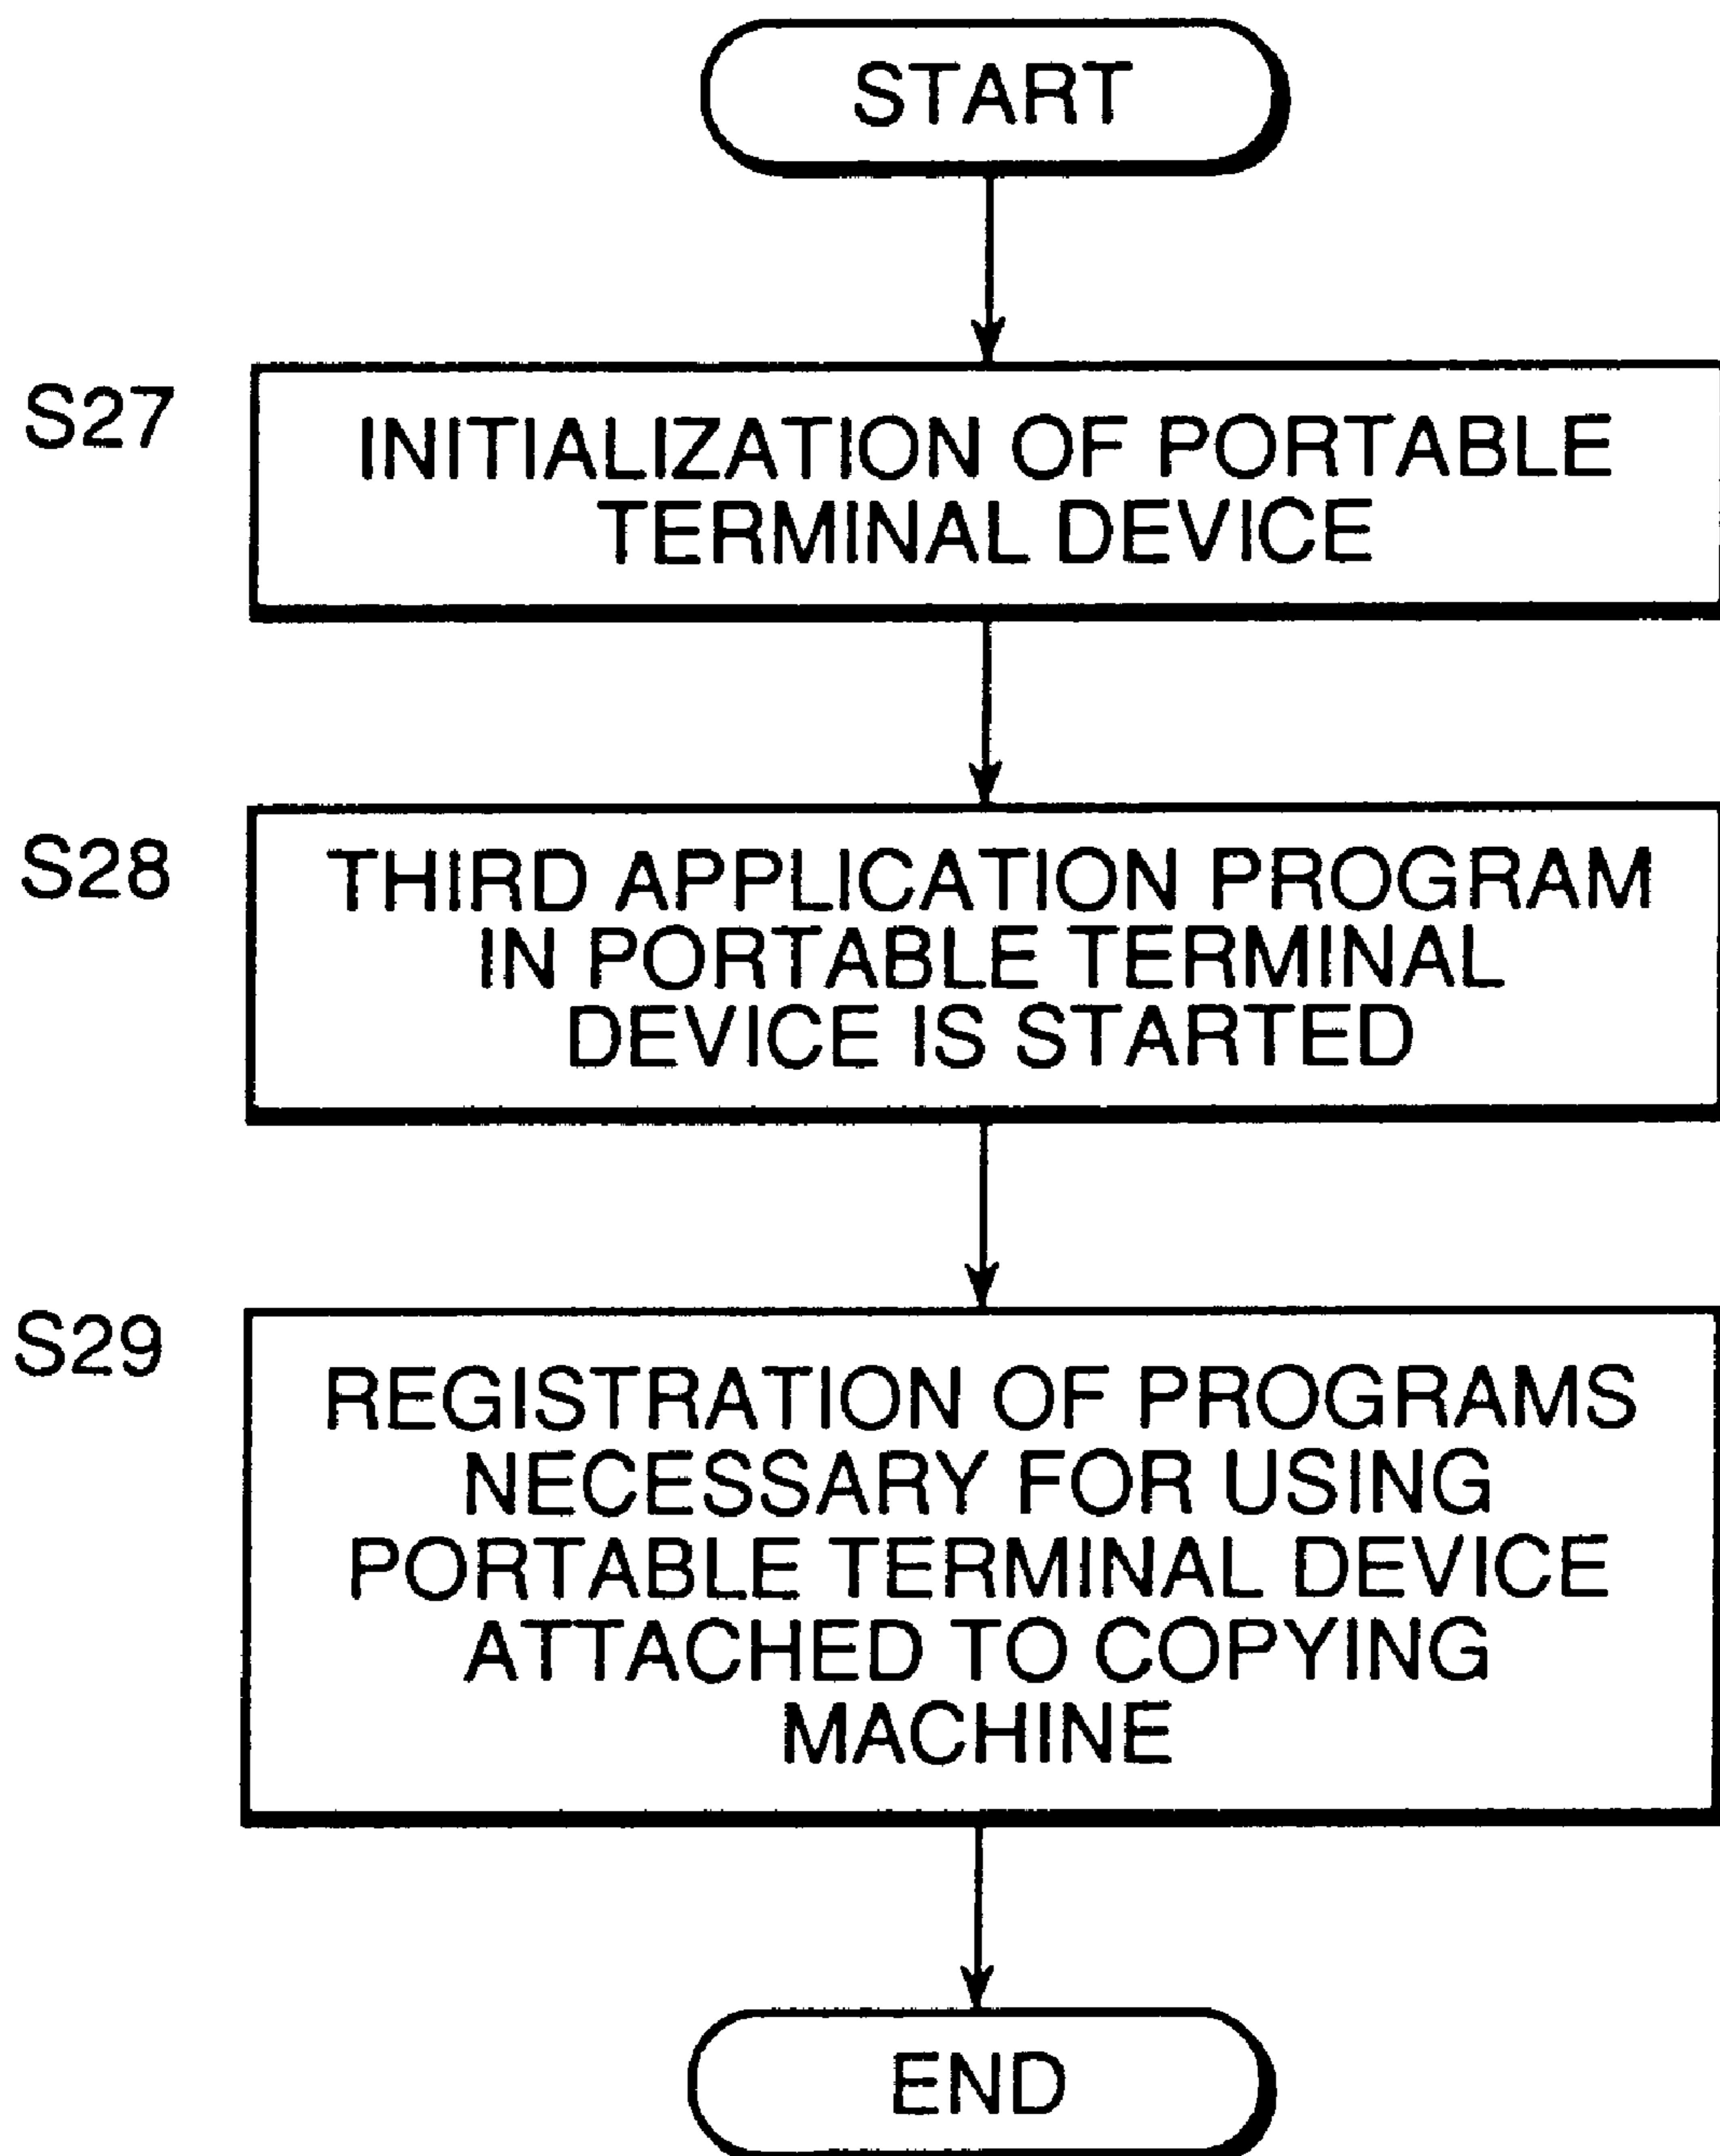 START
S27
INITIALIZATION OF PORTABLE
TERMINAL DEVICE
S28
THIRD APPLICATION PROGRAM
IN PORTABLE TERMINAL
DEVICE IS STARTED
S29
REGISTRATION OF PROGRAMS
NECESSARY FOR USING
PORTABLE TERMINAL DEVICE
ATTACHED TO COPYING
MACHINE
END